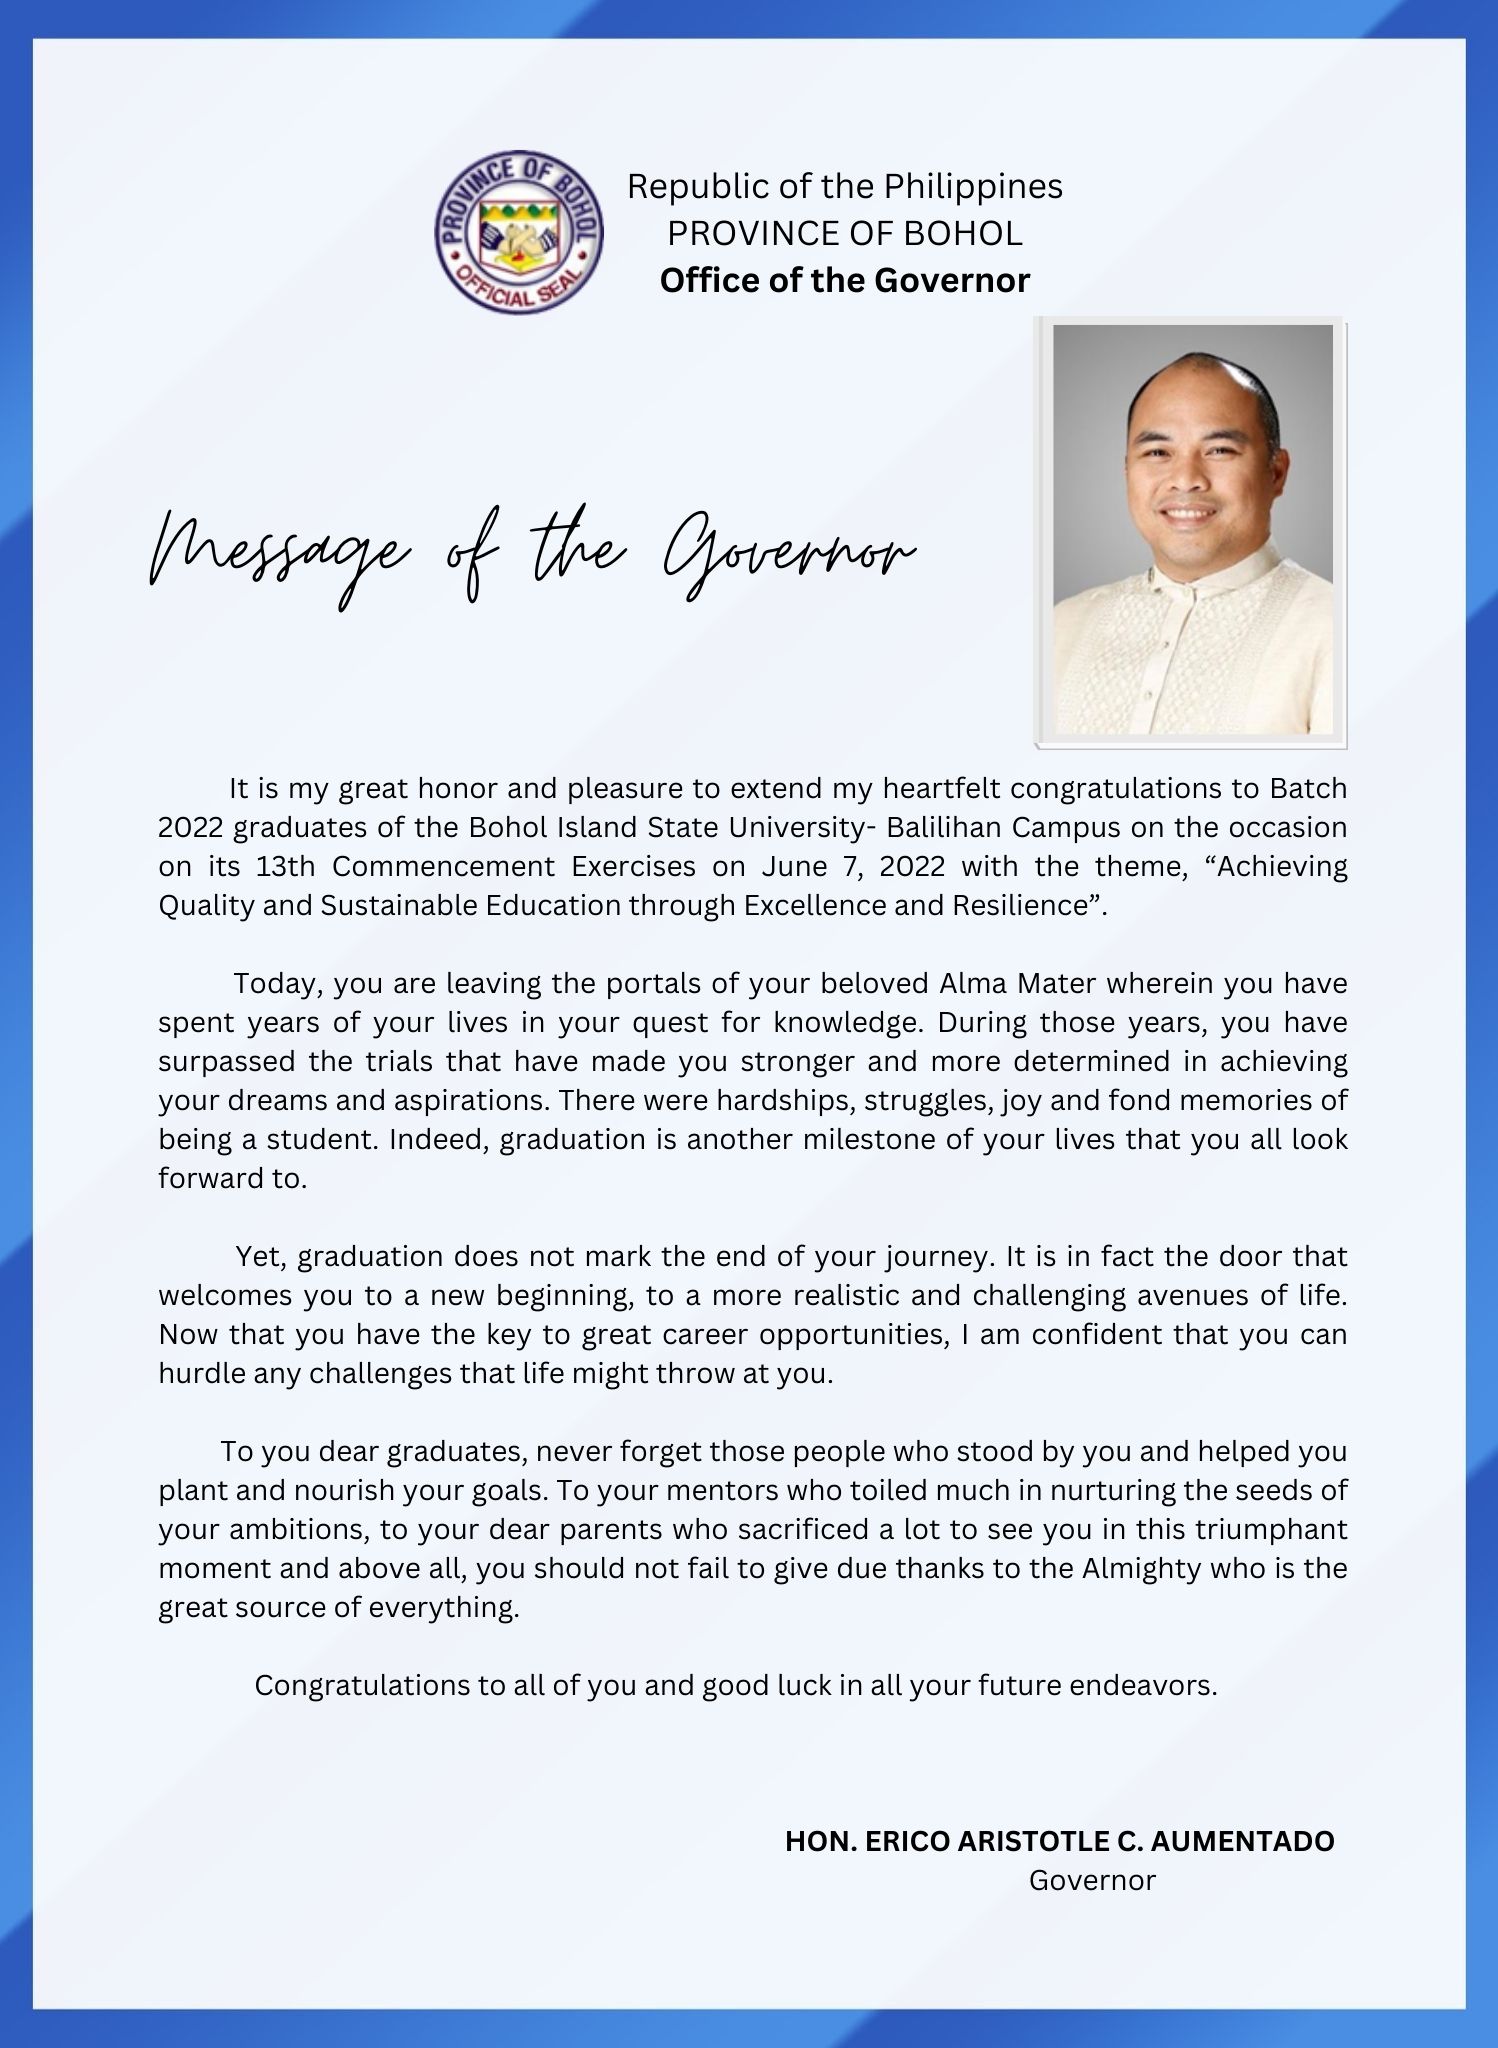 PROVINCE OF BOHOL
OFFICIAL SEAL
Republic of the Philippines
PROVINCE OF BOHOL
Office of the Governor
Message of the Governor
It is my great honor and pleasure to extend my heartfelt congratulations to Batch
2022 graduates of the Bohol Island State University- Balilihan Campus on the occasion
on its 13th Commencement Exercises on June 7, 2022 with the theme, “Achieving
Quality and Sustainable Education through Excellence and Resilience”.
Today, you are leaving the portals of your beloved Alma Mater wherein you have
spent years of your lives in your quest for knowledge. During those years, you have
surpassed the trials that have made you stronger and more determined in achieving
your dreams and aspirations. There were hardships, struggles, joy and fond memories of
being a student. Indeed, graduation is another milestone of your lives that you all look
forward to.
Yet, graduation does not mark the end of your journey. It is in fact the door that
welcomes you to a new beginning, to a more realistic and challenging avenues of life.
Now that you have the key to great career opportunities, I am confident that you can
hurdle any challenges that life might throw at you.
To you dear graduates, never forget those people who stood by you and helped you
plant and nourish your goals. To your mentors who toiled much in nurturing the seeds of
your ambitions, to your dear parents who sacrificed a lot to see you in this triumphant
moment and above all, you should not fail to give due thanks to the Almighty who is the
great source of everything.
Congratulations to all of you and good luck in all your future endeavors.
HON. ERICO ARISTOTLE C. AUMENTADO
Governor